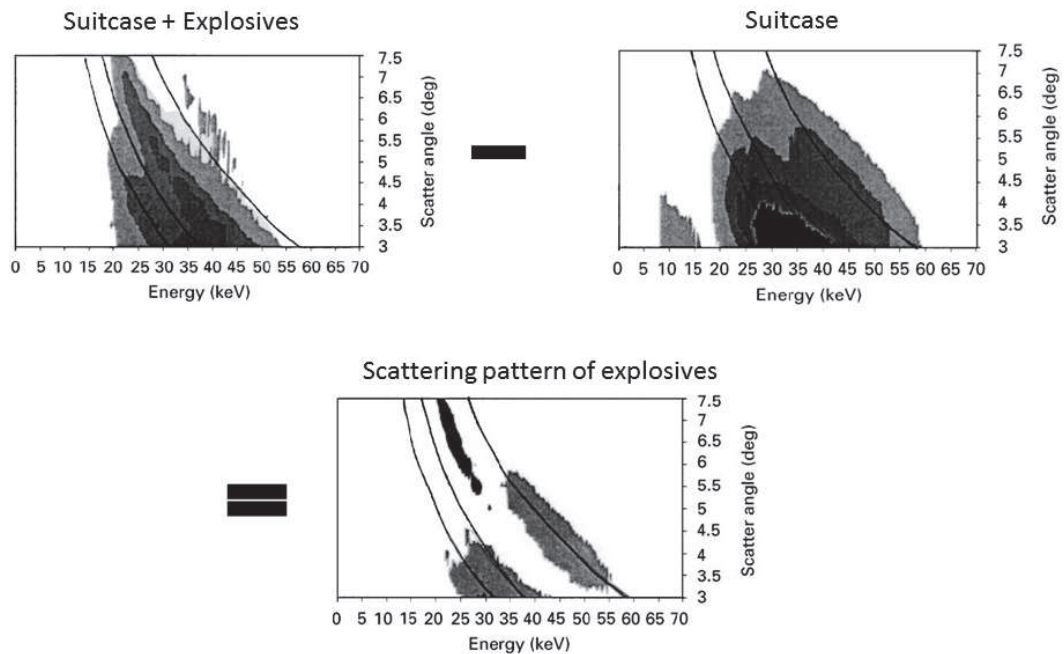 Suitcase + Explosives
7.5
7
6.5
6
5.5
5
4.5
4
3.5
3
Scatter angle (deg)
0 5 10 15 20 25 30 35 40 45 50 55 60 65 70
Energy (keV)
Suitcase
7.5
7
6.5
6
5.5
5
4.5
4
3.5
3
Scatter angle (deg)
0 5 10 15 20 25 30 35 40 45 50 55 60 65 70
Energy (keV)
Scattering pattern of explosives
7.5
7
6.5
6
5.5
5
4.5
4
3.5
3
Scatter angle (deg)
0 5 10 15 20 25 30 35 40 45 50 55 60 65 70
Energy (keV)